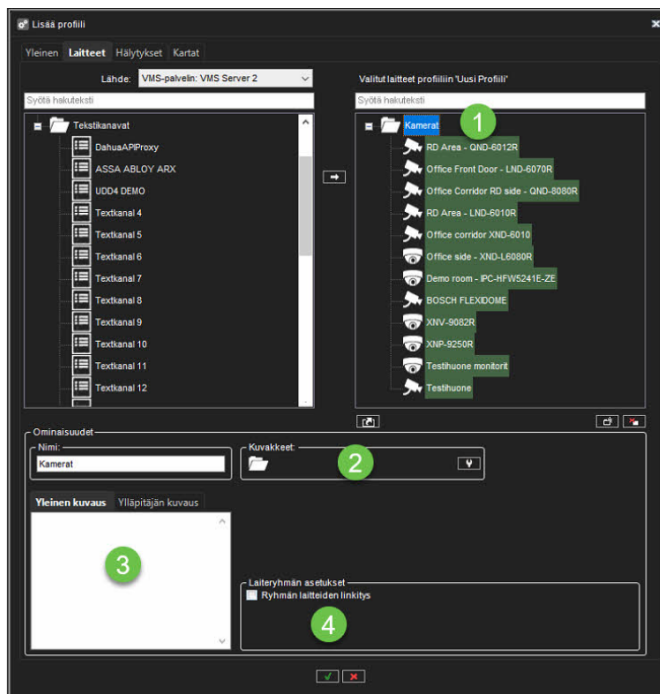 Lisää profiili
Yleinen Laitteet Hälytykset Kartat
Lähde: VMS-palvelin: VMS Server 2
Valitut laitteet profiiliin 'Uusi Profiili'
Syötä hakuteksti
Syötä hakuteksti
Tekstikanavat
DahuaAPIProxy
ASSA ABLOY ARX
UDD4 DEMO
Textkanal 4
Textkanal 5
Textkanal 6
Textkanal 7
Textkanal 8
Textkanal 9
Textkanal 10
Textkanal 11
Textkanal 12
Kamerat
1
RD Area - QND-6012R
Office Front Door - LND-6070R
Office Corridor RD side - QND-8080R
RD Area - LND-6010R
Office corridor XND-6010
Office side - XND-L6080R
Demo room - IPC-HFW5241E-ZE
BOSCH FLEXIDOME
XNV-9082R
XNP-9250R
Testihuone monitorit
Testihuone
Ominaisuudet
Nimi:
Kamerat
Kuvakkeet:
2
Yleinen kuvaus Ylläpitäjän kuvaus
3
Laiteryhmän asetukset
Ryhmän laitteiden linkitys
4